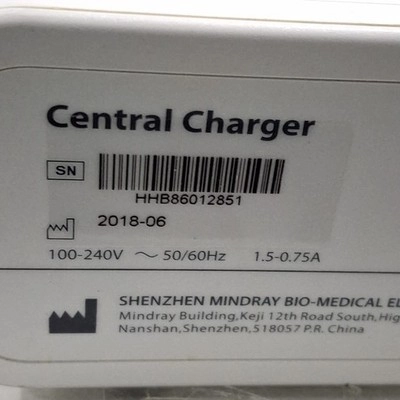 Central Charger
SN
HHB86012851
2018-06
100-240V ~ 50/60Hz 1.5-0.75A
SHENZHEN MINDRAY BIO-MEDICAL EL
Mindray Building,Keji 12th Road South,Hig
Nanshan,Shenzhen,518057 P.R. China